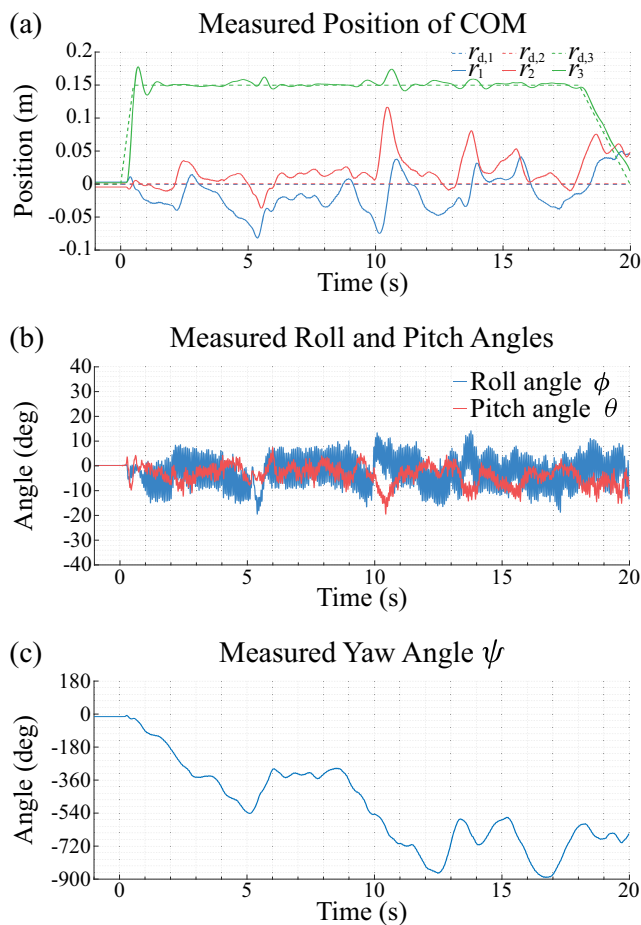 (a) Measured Position of COM
r_d,1 r_d,2 r_d,3
r_1 r_2 r_3
Position (m)
0.2
0.15
0.1
0.05
0
-0.05
-0.1
0 5 10 15 20
Time (s)
(b) Measured Roll and Pitch Angles
Roll angle ϕ
Pitch angle θ
Angle (deg)
40
30
20
10
0
-10
-20
-30
-40
0 5 10 15 20
Time (s)
(c) Measured Yaw Angle ψ
Angle (deg)
180
0
-180
-360
-540
-720
-900
0 5 10 15 20
Time (s)